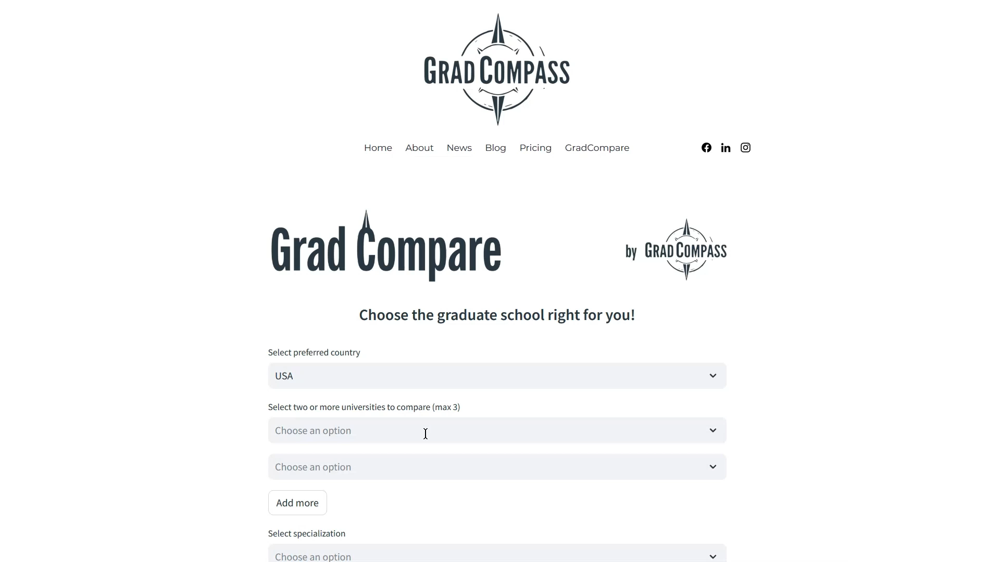 GRAD COMPASS
Home About News Blog Pricing GradCompare
Grad Compare
by GRAD COMPASS
Choose the graduate school right for you!
Select preferred country
USA
Select two or more universities to compare (max 3)
Choose an option
Choose an option
Add more
Select specialization
Choose an option